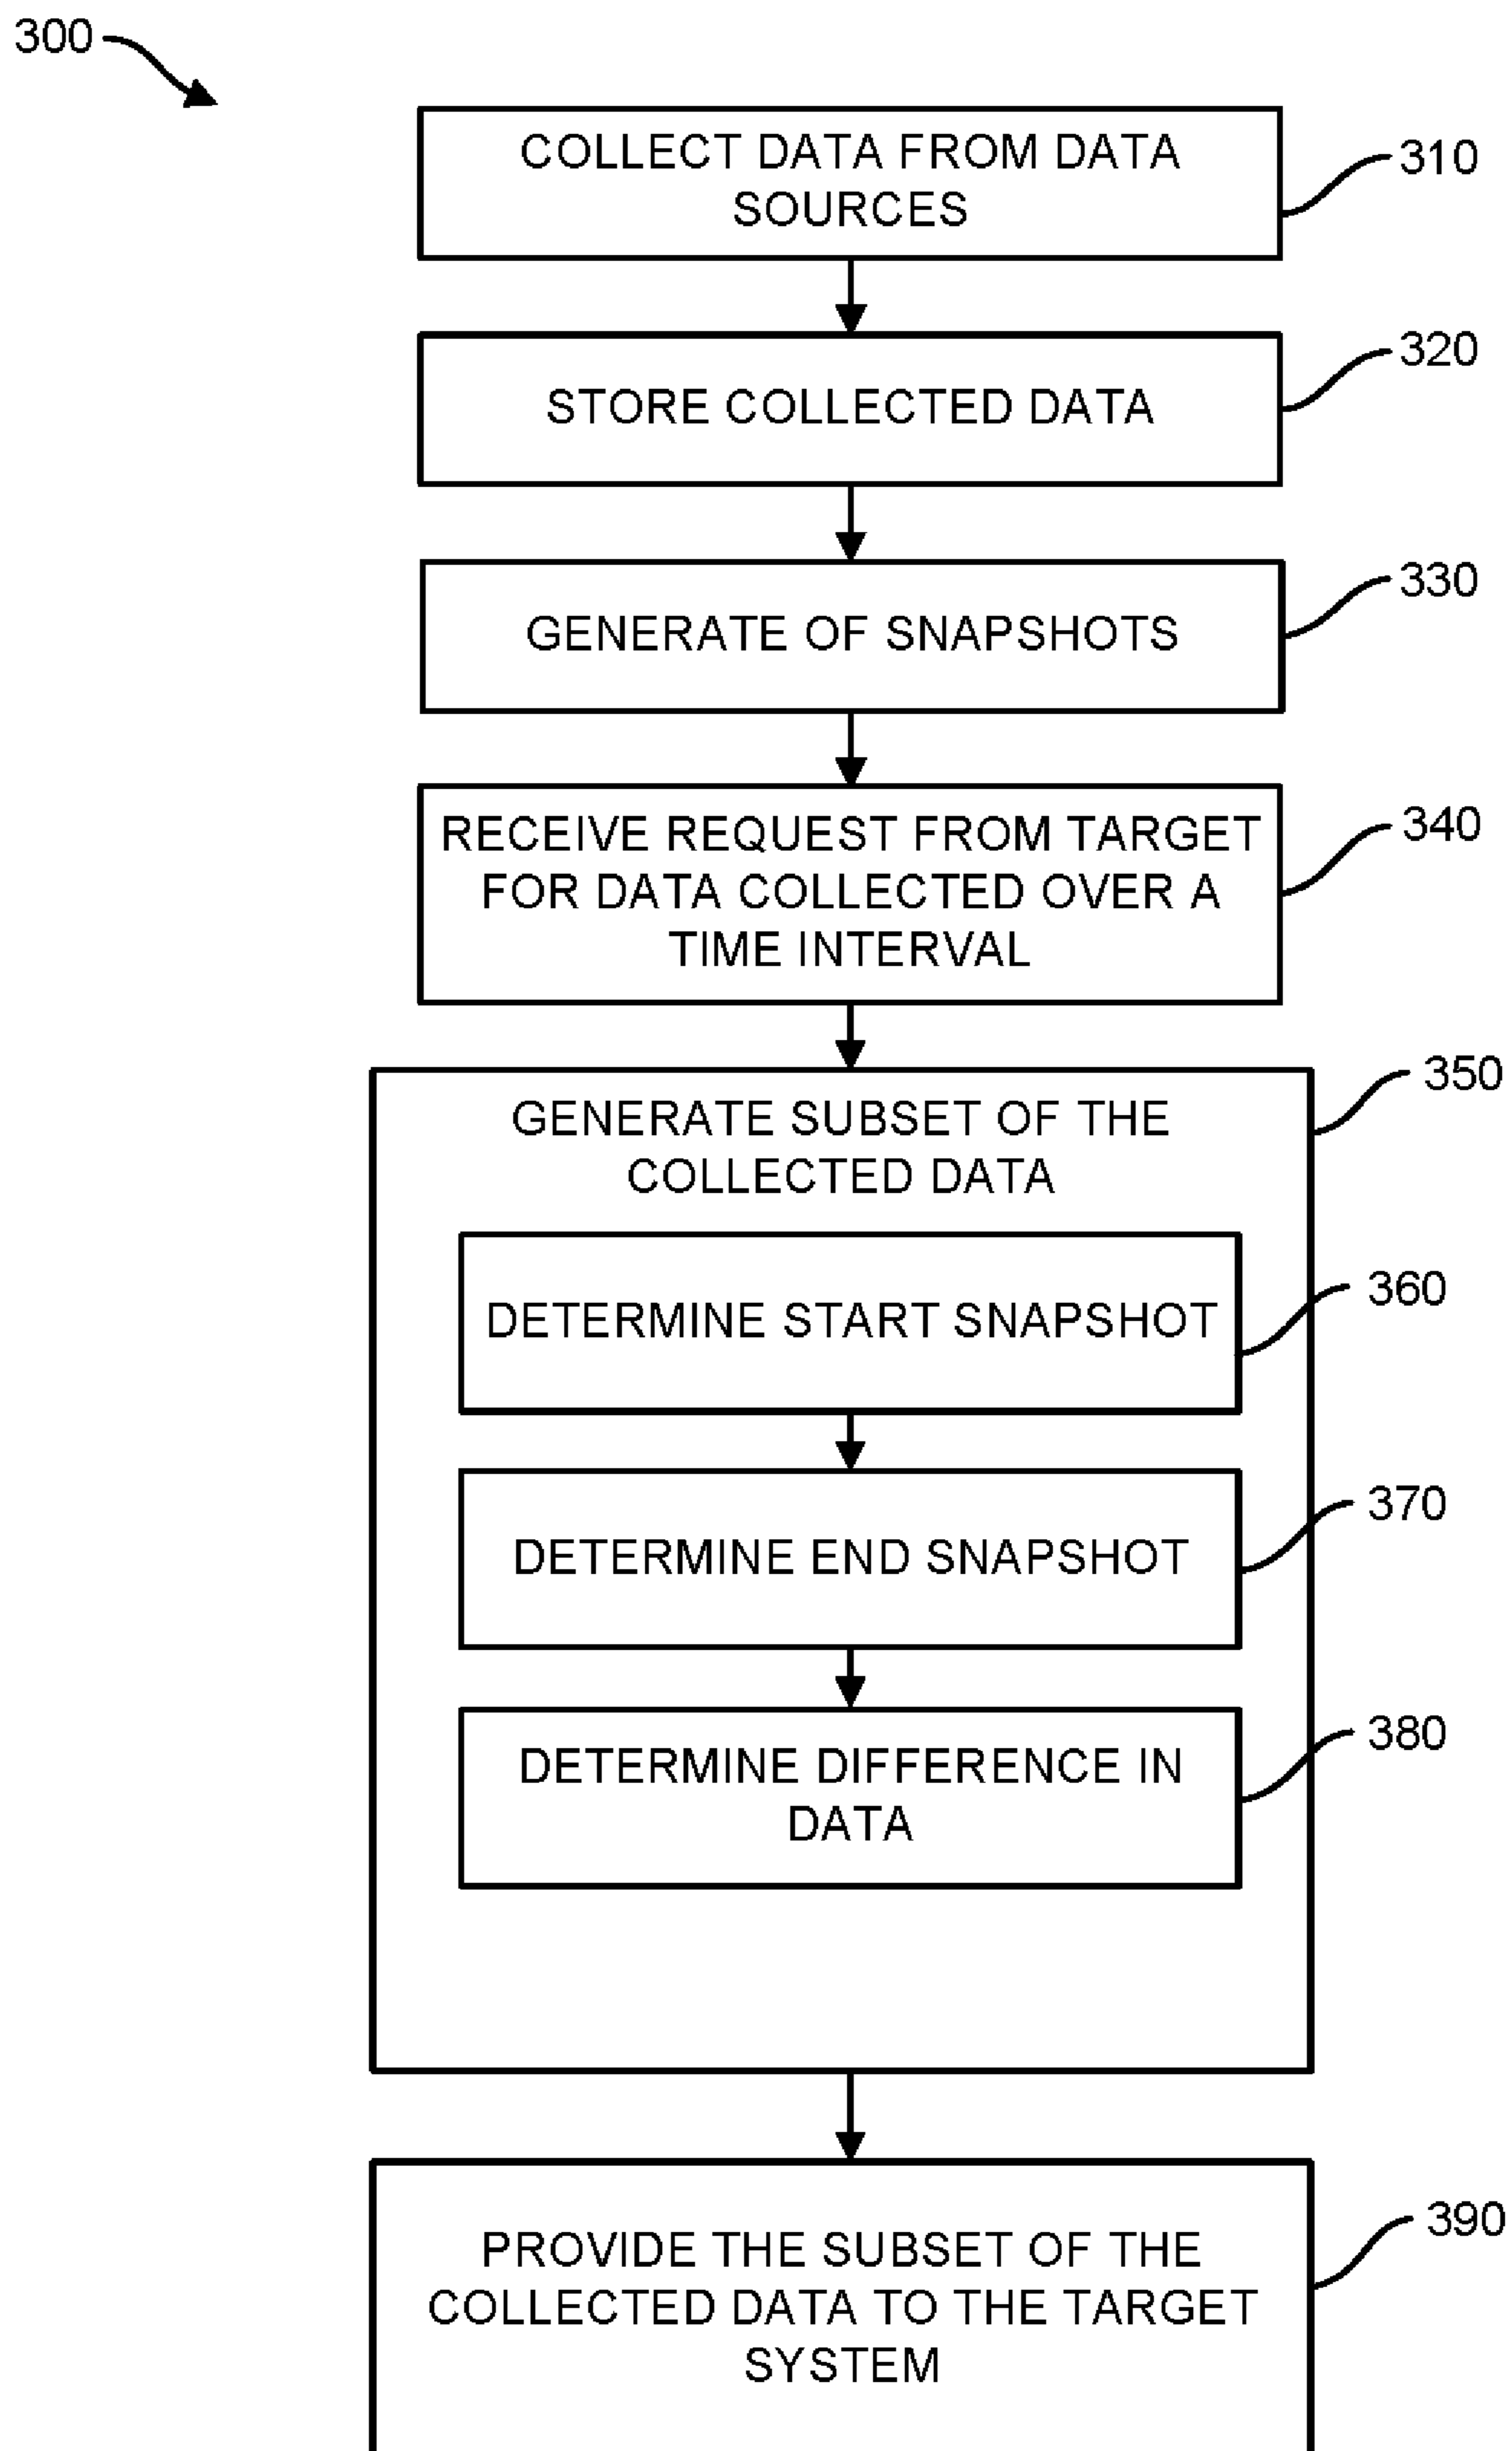 300
COLLECT DATA FROM DATA
SOURCES
310
STORE COLLECTED DATA
320
GENERATE OF SNAPSHOTS
330
RECEIVE REQUEST FROM TARGET
FOR DATA COLLECTED OVER A
TIME INTERVAL
340
GENERATE SUBSET OF THE
COLLECTED DATA
350
DETERMINE START SNAPSHOT
360
DETERMINE END SNAPSHOT
370
DETERMINE DIFFERENCE IN
DATA
380
PROVIDE THE SUBSET OF THE
COLLECTED DATA TO THE TARGET
SYSTEM
390